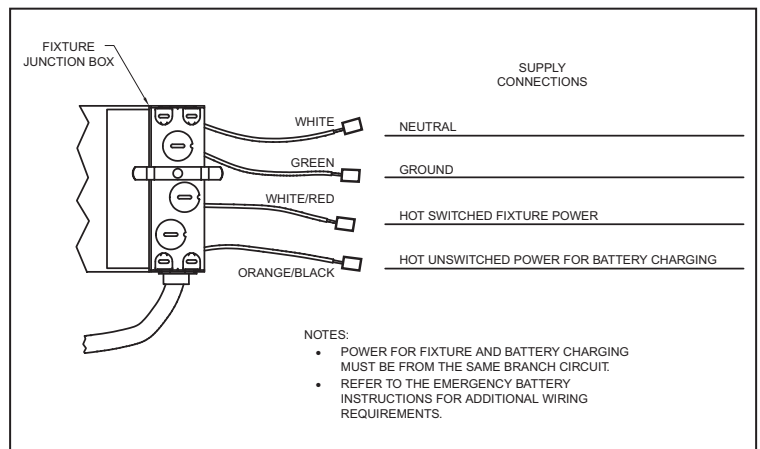 FIXTURE
JUNCTION BOX
SUPPLY
CONNECTIONS
WHITE
NEUTRAL
GREEN
GROUND
WHITE/RED
HOT SWITCHED FIXTURE POWER
ORANGE/BLACK
HOT UNSWITCHED POWER FOR BATTERY CHARGING
NOTES:
• POWER FOR FIXTURE AND BATTERY CHARGING
MUST BE FROM THE SAME BRANCH CIRCUIT.
• REFER TO THE EMERGENCY BATTERY
INSTRUCTIONS FOR ADDITIONAL WIRING
REQUIREMENTS.